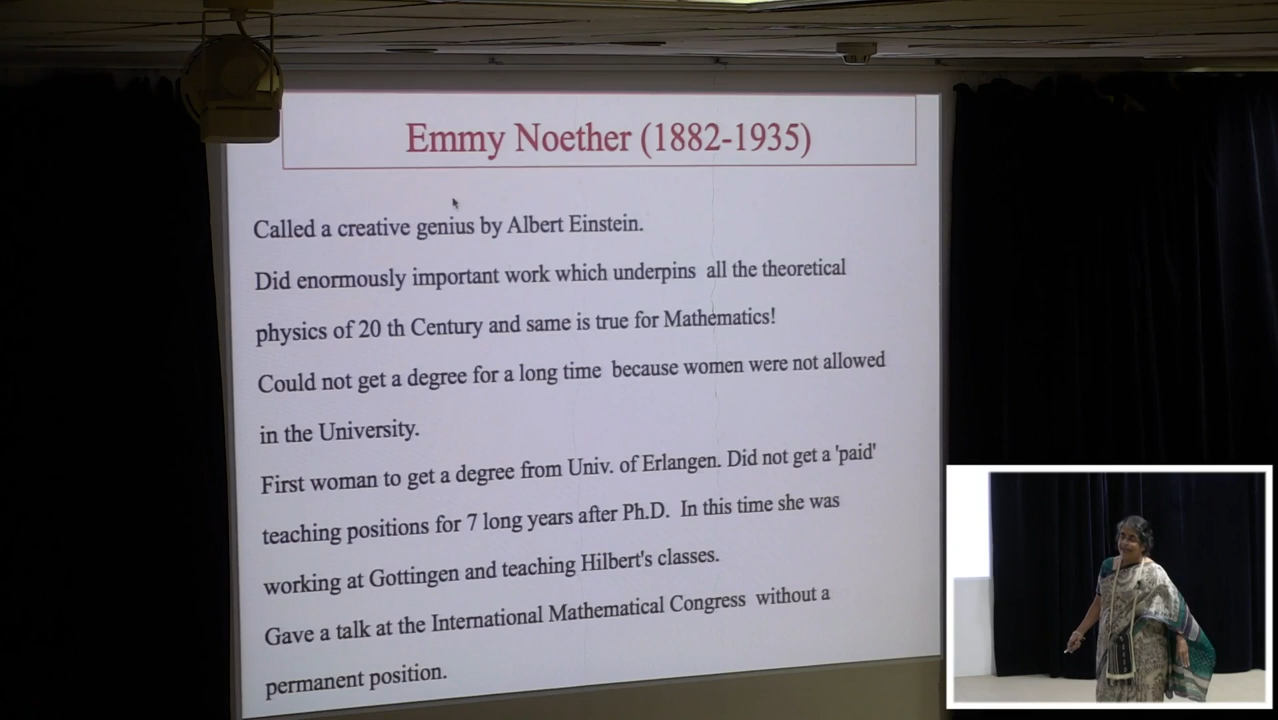 Emmy Noether (1882-1935)
Called a creative genius by Albert Einstein.
Did enormously important work which underpins all the theoretical
physics of 20 th Century and same is true for Mathematics!
Could not get a degree for a long time because women were not allowed
in the University.
First woman to get a degree from Univ. of Erlangen. Did not get a 'paid'
teaching positions for 7 long years after Ph.D. In this time she was
working at Gottingen and teaching Hilbert's classes.
Gave a talk at the International Mathematical Congress without a
permanent position.